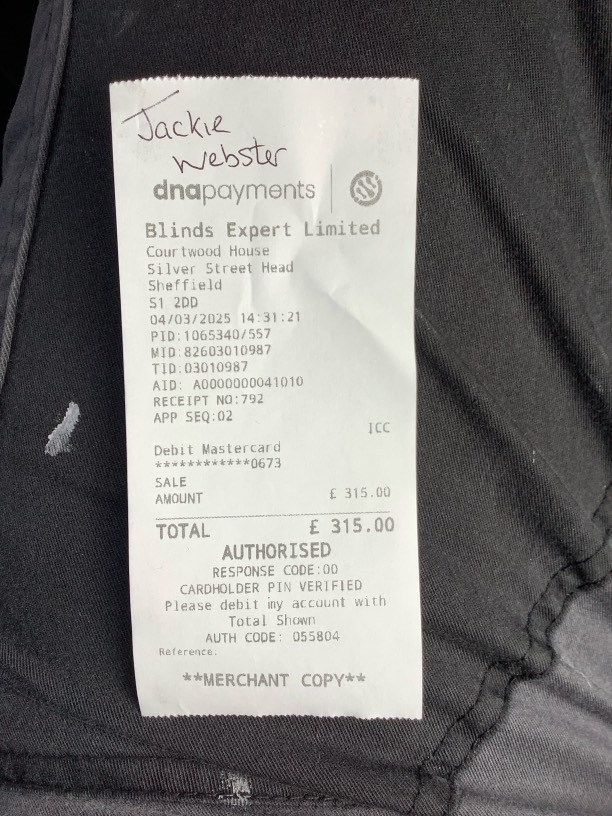 Jackie
Webster
dnapayments
Blinds Expert Limited
Courtwood House
Silver Street Head
Sheffield
S1 2DD
04/03/2025 14:31:21
PID:1065340/557
MID:82603010987
TID:03010987
AID: A0000000041010
RECEIPT NO:792
APP SEQ:02
ICC
Debit Mastercard
************0673
SALE
AMOUNT £ 315.00
TOTAL £ 315.00
AUTHORISED
RESPONSE CODE:00
CARDHOLDER PIN VERIFIED
Please debit my account with
Total Shown
AUTH CODE: 055804
Reference.
**MERCHANT COPY**